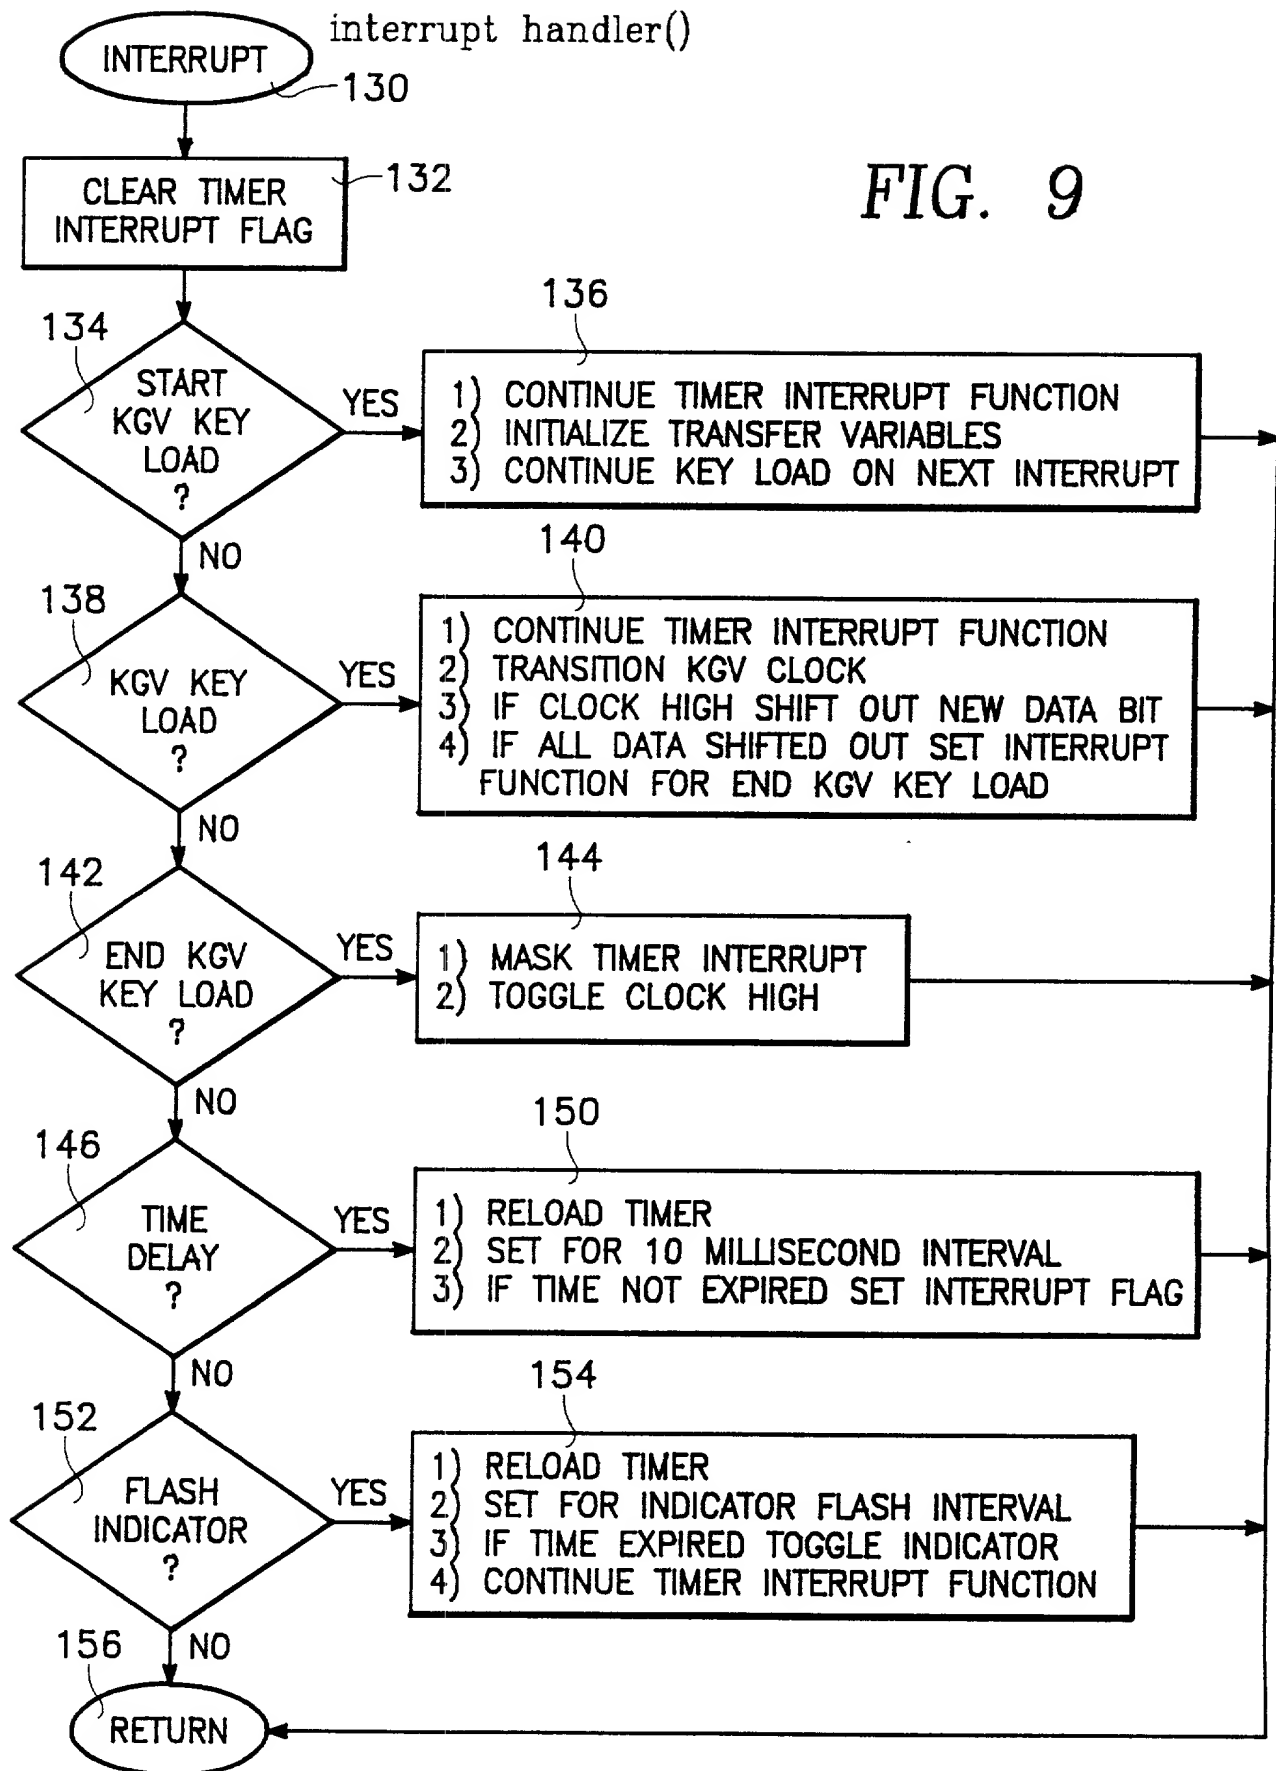 interrupt handler()
INTERRUPT
130
CLEAR TIMER
INTERRUPT FLAG
132
FIG. 9
134
START
KGV KEY
LOAD
?
YES
136
1) CONTINUE TIMER INTERRUPT FUNCTION
2) INITIALIZE TRANSFER VARIABLES
3) CONTINUE KEY LOAD ON NEXT INTERRUPT
NO
138
KGV KEY
LOAD
?
YES
140
1) CONTINUE TIMER INTERRUPT FUNCTION
2) TRANSITION KGV CLOCK
3) IF CLOCK HIGH SHIFT OUT NEW DATA BIT
4) IF ALL DATA SHIFTED OUT SET INTERRUPT
FUNCTION FOR END KGV KEY LOAD
NO
142
END KGV
KEY LOAD
?
YES
144
1) MASK TIMER INTERRUPT
2) TOGGLE CLOCK HIGH
NO
146
TIME
DELAY
?
YES
150
1) RELOAD TIMER
2) SET FOR 10 MILLISECOND INTERVAL
3) IF TIME NOT EXPIRED SET INTERRUPT FLAG
NO
152
FLASH
INDICATOR
?
YES
154
1) RELOAD TIMER
2) SET FOR INDICATOR FLASH INTERVAL
3) IF TIME EXPIRED TOGGLE INDICATOR
4) CONTINUE TIMER INTERRUPT FUNCTION
NO
156
RETURN